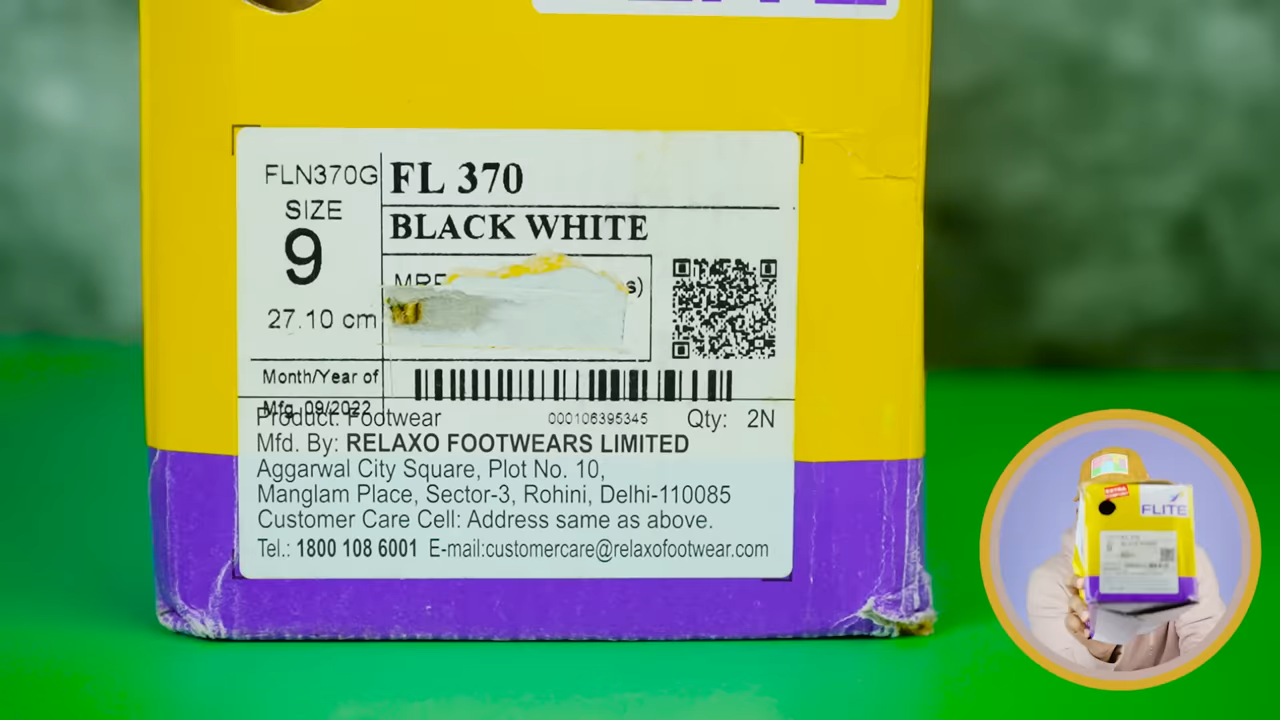 FLN370G
SIZE
9
27.10 cm
FL 370
BLACK WHITE
Month/Year of
Mfg. 09/2022
Product: Footwear
000106395345
Qty: 2N
Mfd. By: RELAXO FOOTWEARS LIMITED
Aggarwal City Square, Plot No. 10,
Manglam Place, Sector-3, Rohini, Delhi-110085
Customer Care Cell: Address same as above.
Tel.: 1800 108 6001 E-mail:customercare@relaxofootwear.com
EXTRA
FLITE